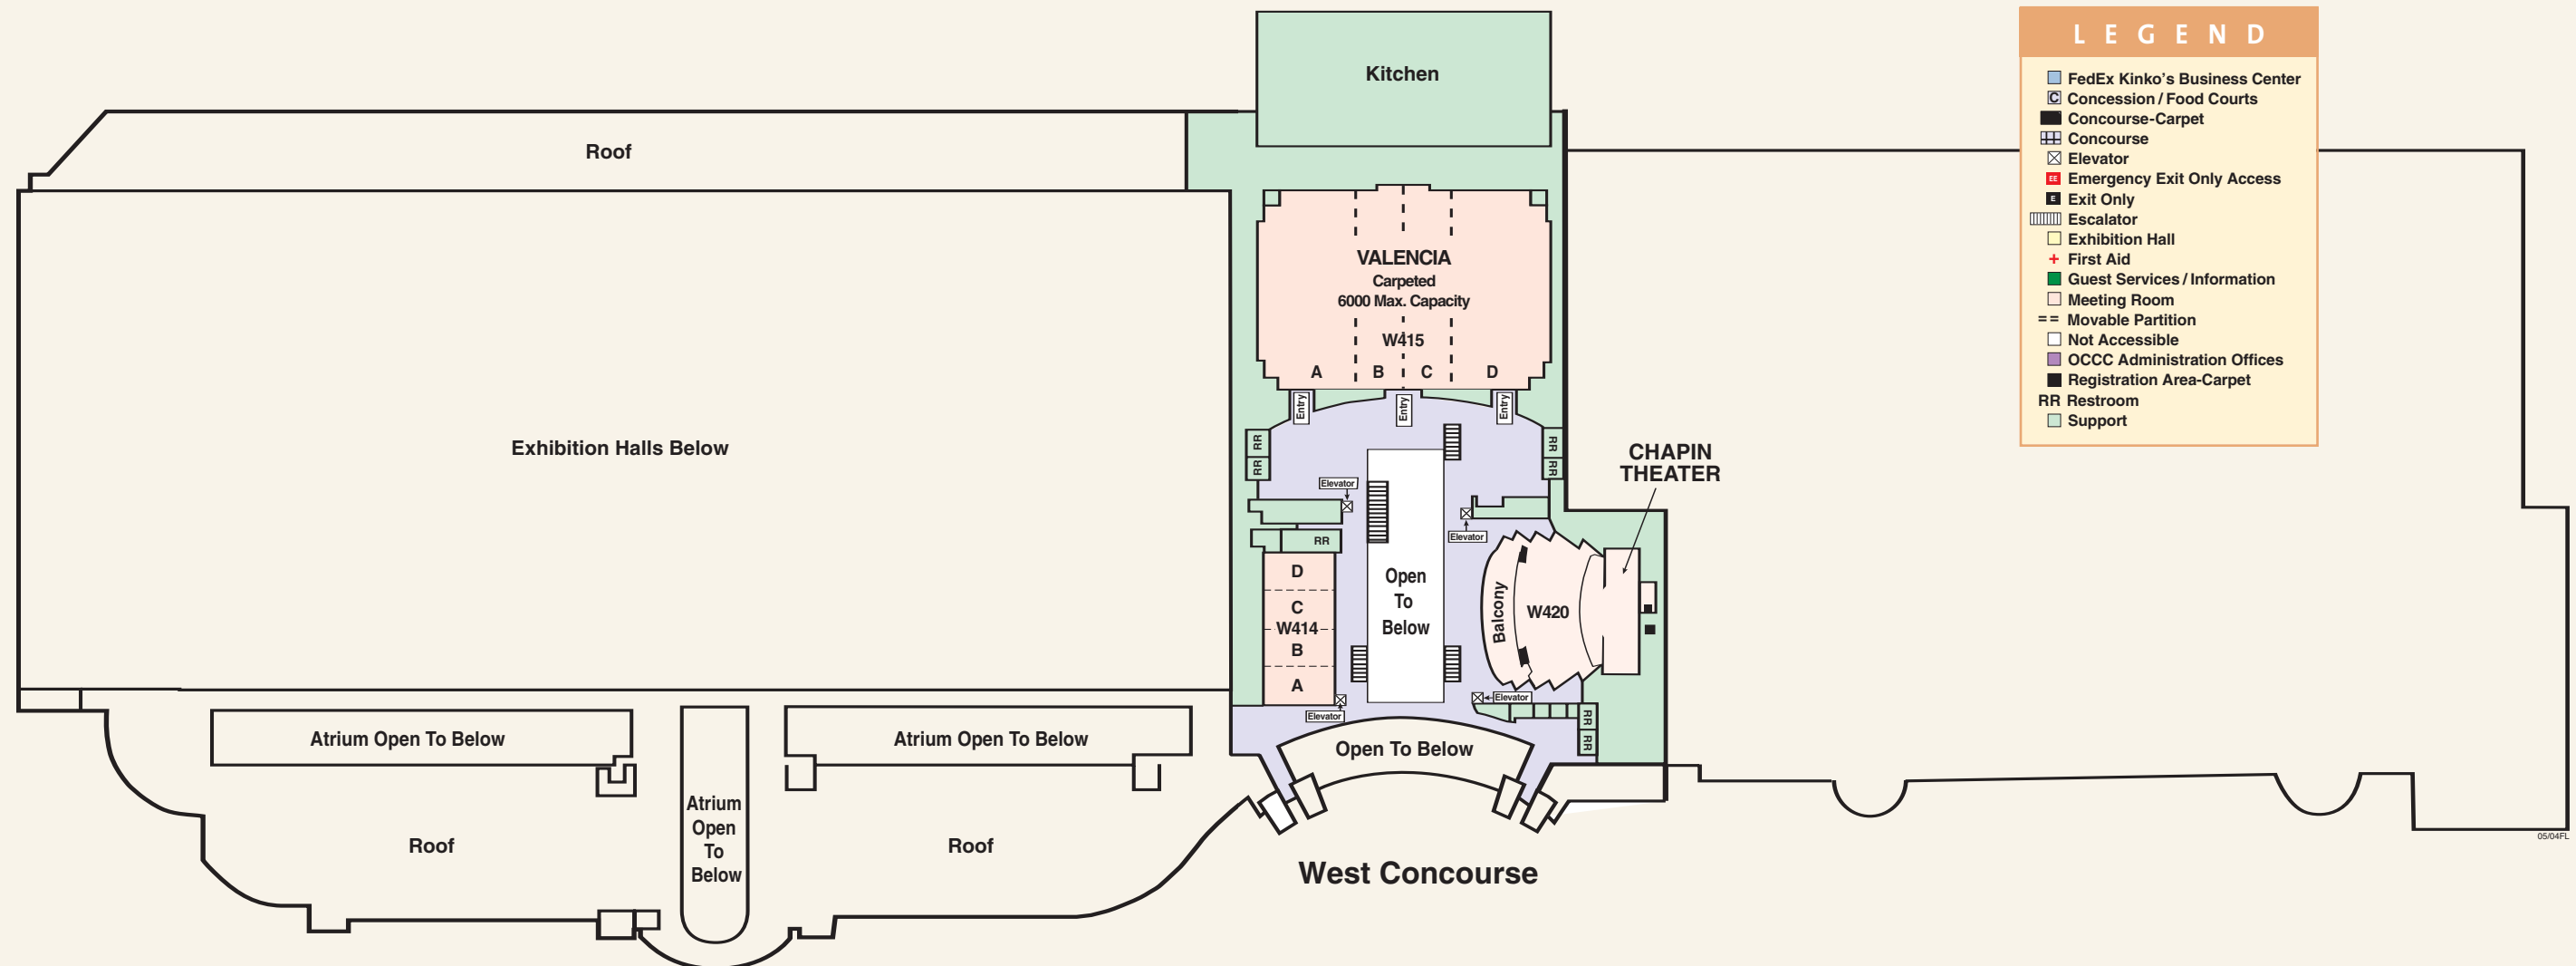 Kitchen
Roof
VALENCIA
Carpeted
6000 Max. Capacity
W415
A
B
C
D
Entry
Entry
Entry
Exhibition Halls Below
RR
RR
RR
RR
Elevator
Elevator
RR
CHAPIN
THEATER
D
C
W414
B
A
Open
To
Below
Balcony
W420
Elevator
Elevator
RR
RR
Open To Below
Atrium Open To Below
Atrium Open To Below
Atrium
Open
To
Below
Roof
Roof
West Concourse
LEGEND
FedEx Kinko's Business Center
C Concession / Food Courts
Concourse-Carpet
Concourse
Elevator
EE Emergency Exit Only Access
E Exit Only
Escalator
Exhibition Hall
First Aid
Guest Services / Information
Meeting Room
Movable Partition
Not Accessible
OCCC Administration Offices
Registration Area-Carpet
RR Restroom
Support
05/04FL